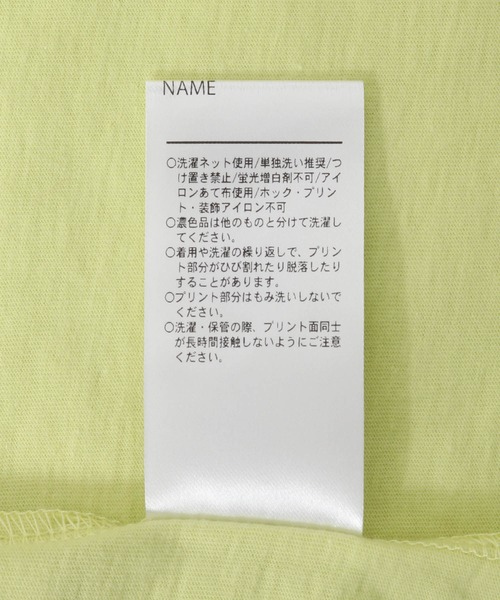 NAME
○洗濯ネット使用/単独洗い推奨/つ
け置き禁止/蛍光増白剤不可/アイ
ロンあて布使用/ホック・プリン
ト・装飾アイロン不可
○濃色品は他のものと分けて洗濯し
てください。
○着用や洗濯の繰り返しで、プリン
ト部分がひび割れたり脱落したり
することがあります。
○プリント部分はもみ洗いしないで
ください。
○洗濯・保管の際、プリント面同士
が長時間接触しないようにご注意
ください。